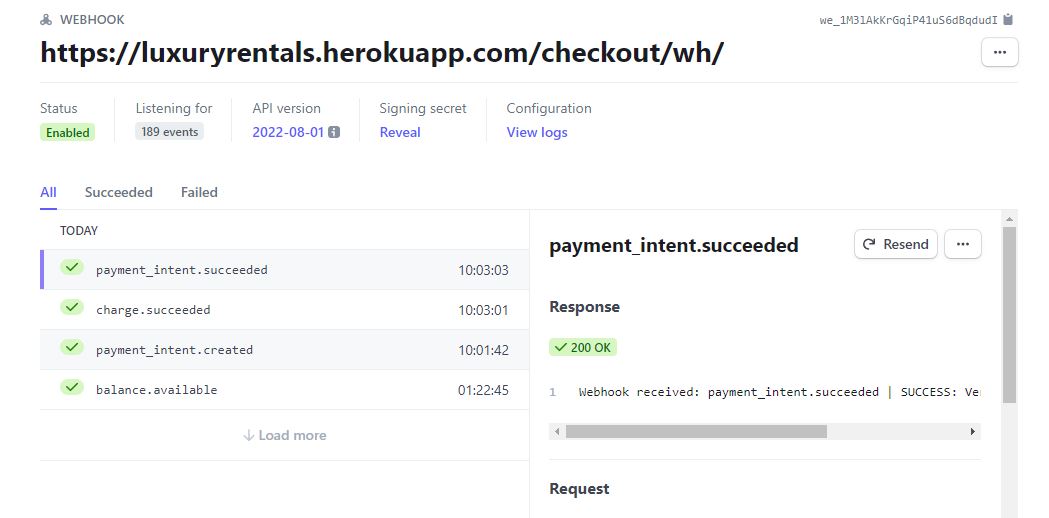 WEBHOOK
we_1M3lAkKrGqiP41uS6dBqdudI
https://luxuryrentals.herokuapp.com/checkout/wh/
Status
Listening for
API version
Signing secret
Configuration
Enabled
189 events
2022-08-01
Reveal
View logs
All Succeeded Failed
TODAY
payment_intent.succeeded 10:03:03
charge.succeeded 10:03:01
payment_intent.created 10:01:42
balance.available 01:22:45
Load more
payment_intent.succeeded
Resend
Response
200 OK
1 Webhook received: payment_intent.succeeded | SUCCESS: Ve
Request